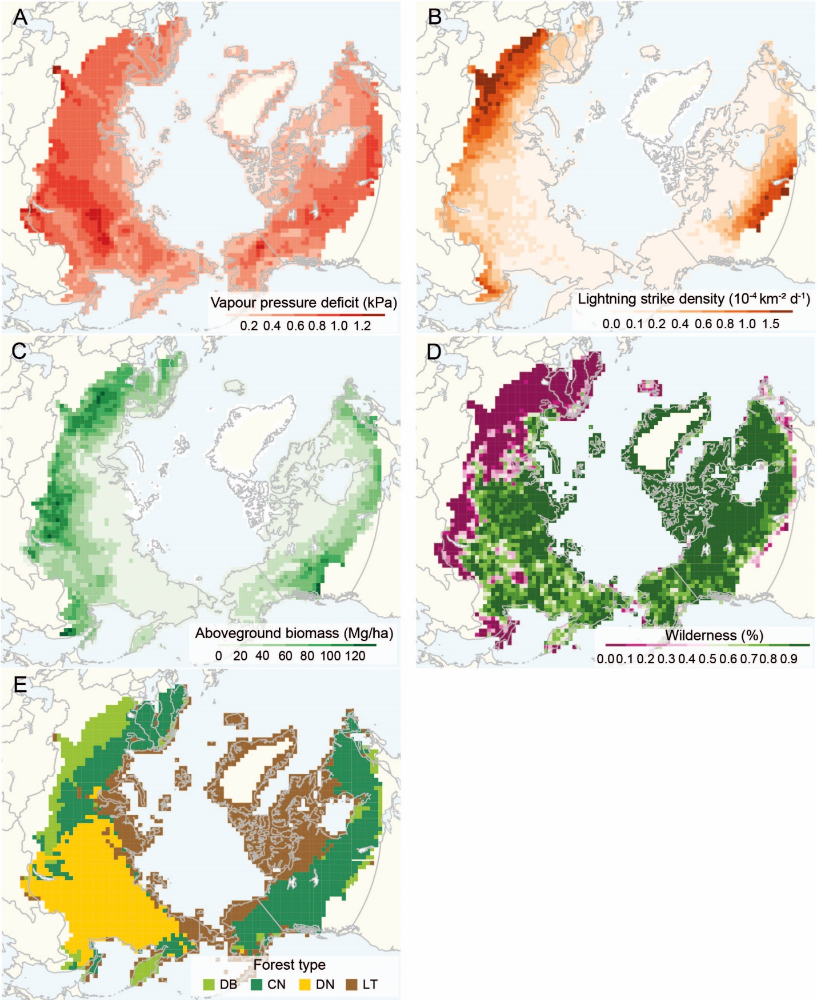 A
Vapour pressure deficit (kPa)
0.2 0.4 0.6 0.8 1.0 1.2
B
Lightning strike density (10⁻⁴ km⁻² d⁻¹)
0.0 0.1 0.2 0.4 0.6 0.8 1.0 1.5
C
Aboveground biomass (Mg/ha)
0 20 40 60 80 100 120
D
Wilderness (%)
0.0 0.1 0.2 0.3 0.4 0.5 0.6 0.7 0.8 0.9
E
Forest type
DB CN DN LT